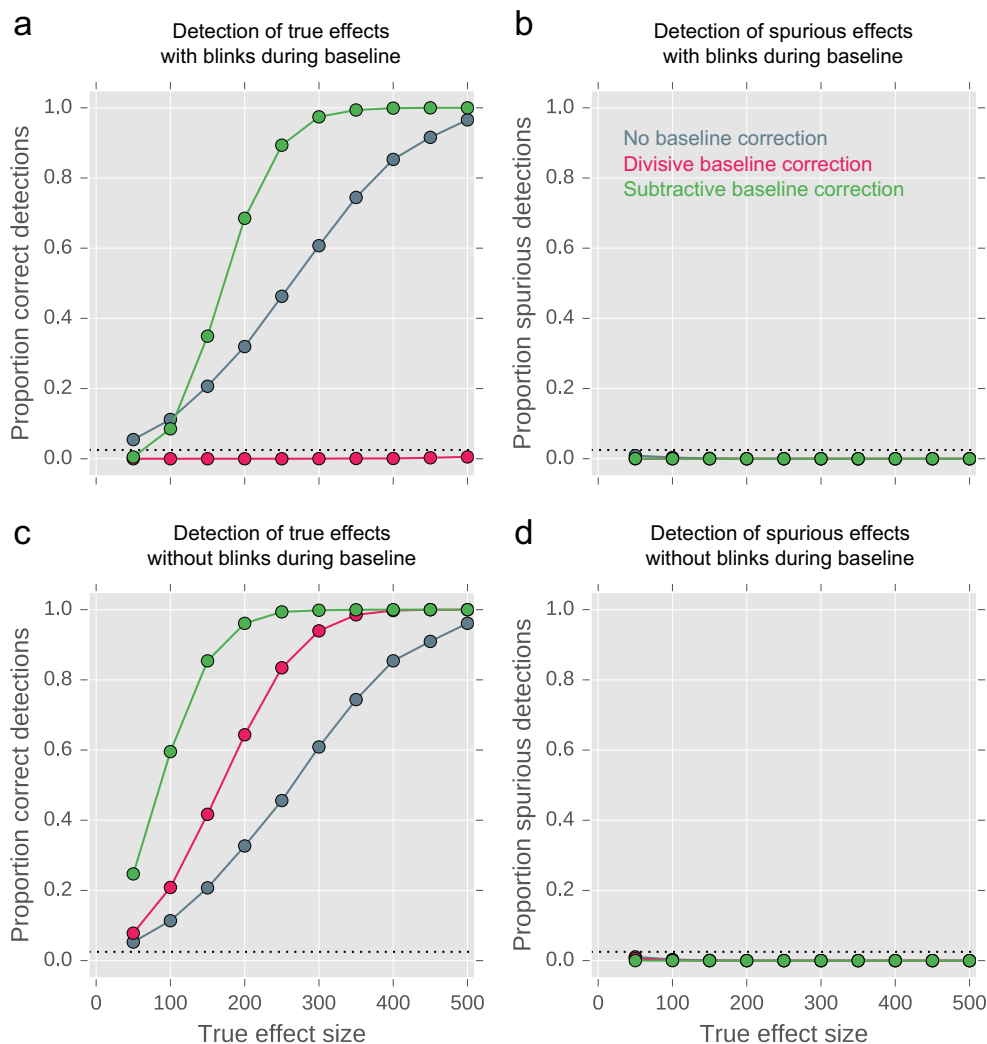 a
Detection of true effects
with blinks during baseline
1.0
0.8
0.6
0.4
0.2
0.0
Proportion correct detections
b
Detection of spurious effects
with blinks during baseline
No baseline correction
Divisive baseline correction
Subtractive baseline correction
1.0
0.8
0.6
0.4
0.2
0.0
Proportion spurious detections
c
Detection of true effects
without blinks during baseline
1.0
0.8
0.6
0.4
0.2
0.0
Proportion correct detections
0 100 200 300 400 500
True effect size
d
Detection of spurious effects
without blinks during baseline
1.0
0.8
0.6
0.4
0.2
0.0
Proportion spurious detections
0 100 200 300 400 500
True effect size